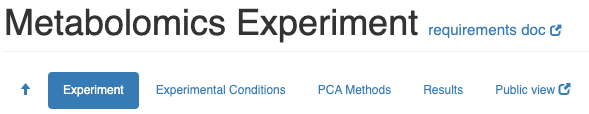 Metabolomics Experiment requirements doc
Experiment Experimental Conditions PCA Methods Results Public view